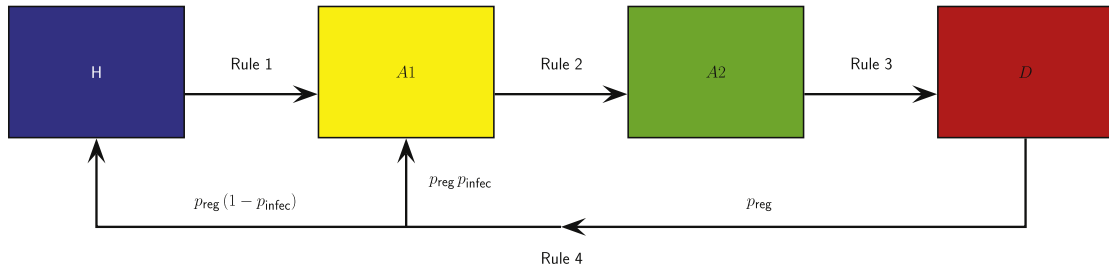 H
Rule 1
A1
Rule 2
A2
Rule 3
D
p_reg (1 − p_infec)
p_reg p_infec
p_reg
Rule 4